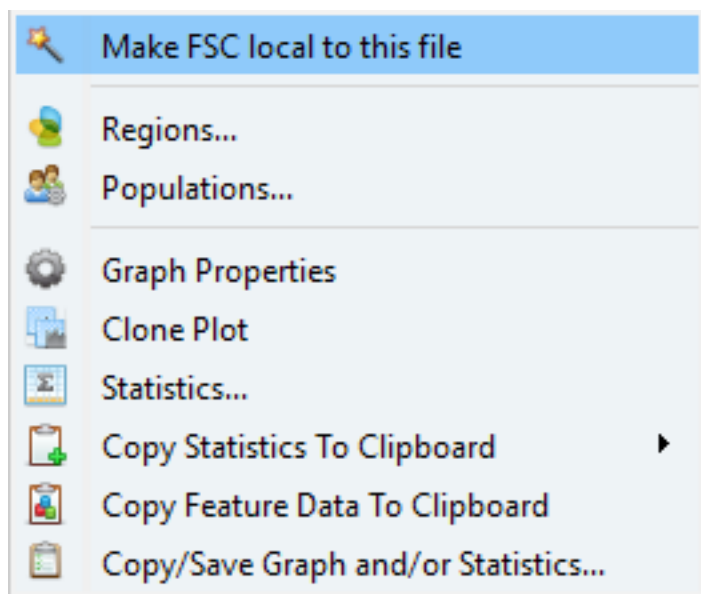 Make FSC local to this file
Regions...
Populations...
Graph Properties
Clone Plot
Statistics...
Copy Statistics To Clipboard
Copy Feature Data To Clipboard
Copy/Save Graph and/or Statistics...